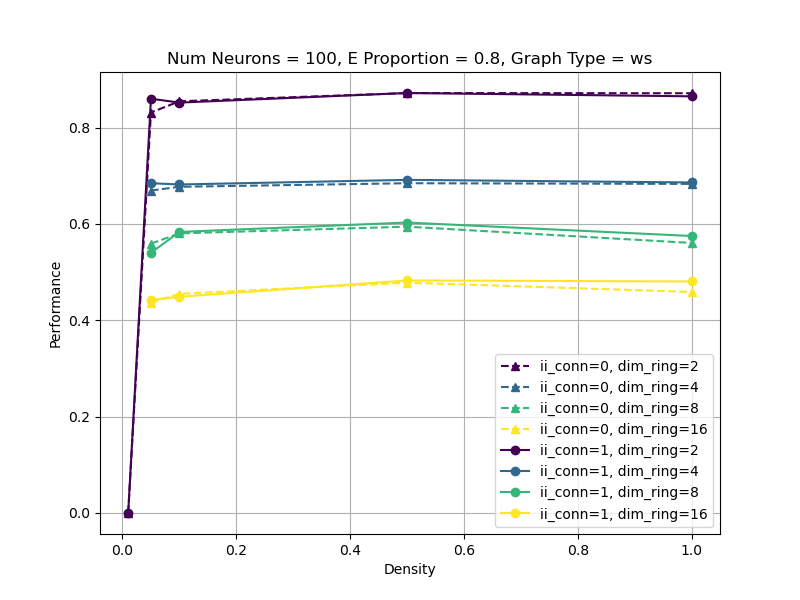 Num Neurons = 100, E Proportion = 0.8, Graph Type = ws
Performance
0.8
0.6
0.4
0.2
0.0
0.0 0.2 0.4 0.6 0.8 1.0
Density
ii_conn=0, dim_ring=2
ii_conn=0, dim_ring=4
ii_conn=0, dim_ring=8
ii_conn=0, dim_ring=16
ii_conn=1, dim_ring=2
ii_conn=1, dim_ring=4
ii_conn=1, dim_ring=8
ii_conn=1, dim_ring=16